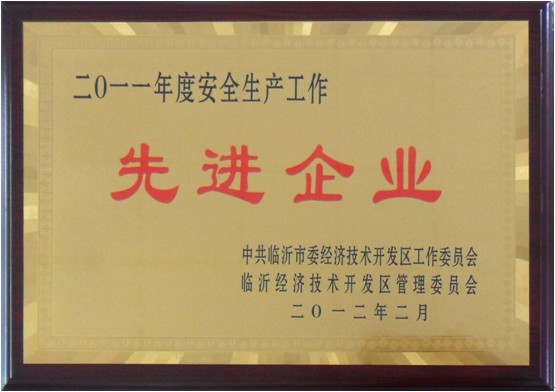 二〇一一年度安全生产工作
先进企业
中共临沂市委经济技术开发区工作委员会
临沂经济技术开发区管理委员会
二〇一二年二月